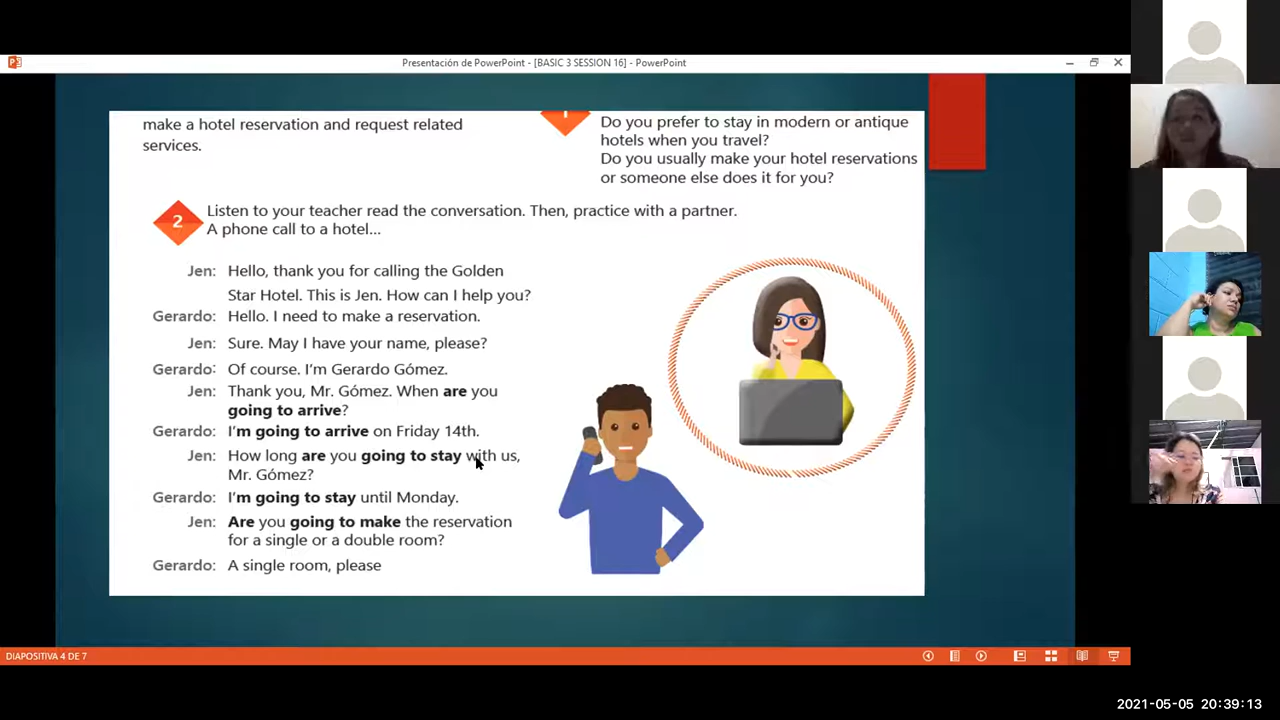 Presentación de PowerPoint - [BASIC 3 SESSION 16] - PowerPoint
make a hotel reservation and request related
services.
1
Do you prefer to stay in modern or antique
hotels when you travel?
Do you usually make your hotel reservations
or someone else does it for you?
2
Listen to your teacher read the conversation. Then, practice with a partner.
A phone call to a hotel...
Jen: Hello, thank you for calling the Golden
Star Hotel. This is Jen. How can I help you?
Gerardo: Hello. I need to make a reservation.
Jen: Sure. May I have your name, please?
Gerardo: Of course. I'm Gerardo Gómez.
Jen: Thank you, Mr. Gómez. When are you
going to arrive?
Gerardo: I'm going to arrive on Friday 14th.
Jen: How long are you going to stay with us,
Mr. Gómez?
Gerardo: I'm going to stay until Monday.
Jen: Are you going to make the reservation
for a single or a double room?
Gerardo: A single room, please
DIAPOSITIVA 4 DE 7
2021-05-05 20:39:13